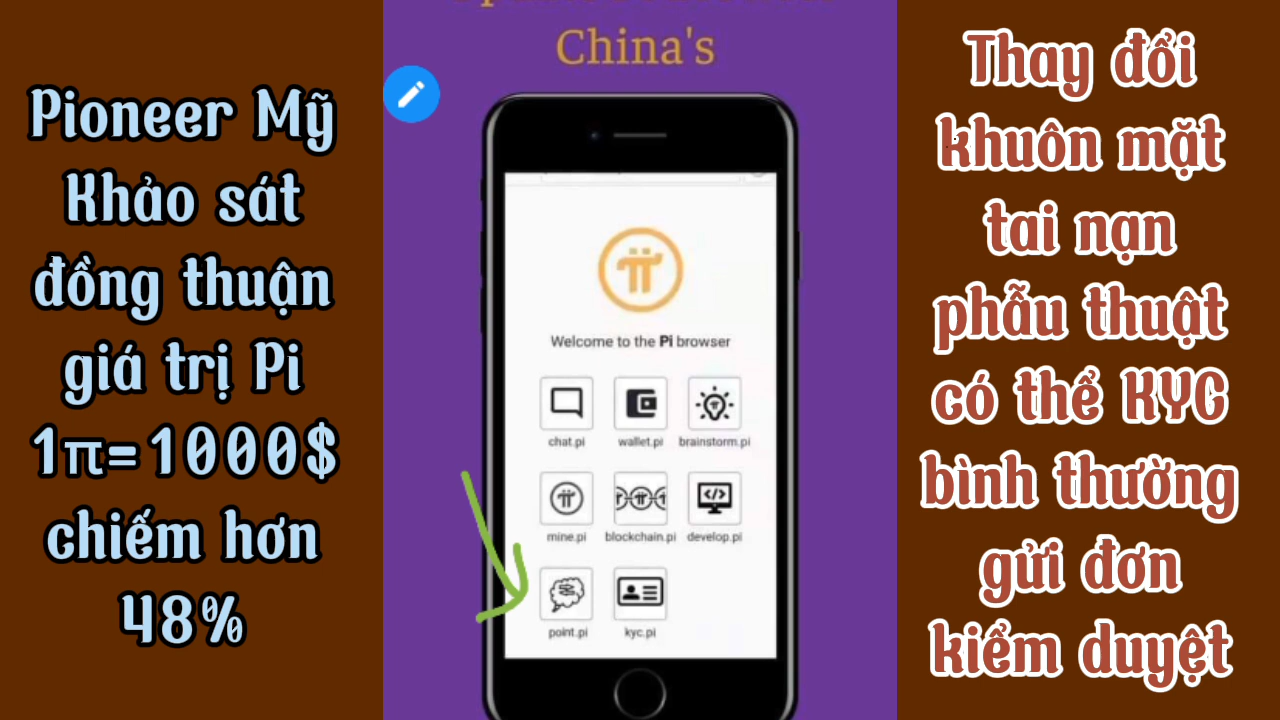 Pioneer Mỹ
Khảo sát
đồng thuận
giá trị Pi
1π=1000$
chiếm hơn
48%
China's
Welcome to the Pi browser
chat.pi
wallet.pi
brainstorm.pi
mine.pi
blockchain.pi
develop.pi
point.pi
kyc.pi
Thay đổi
khuôn mặt
tai nạn
phẫu thuật
có thể KYC
bình thường
gửi đơn
kiểm duyệt